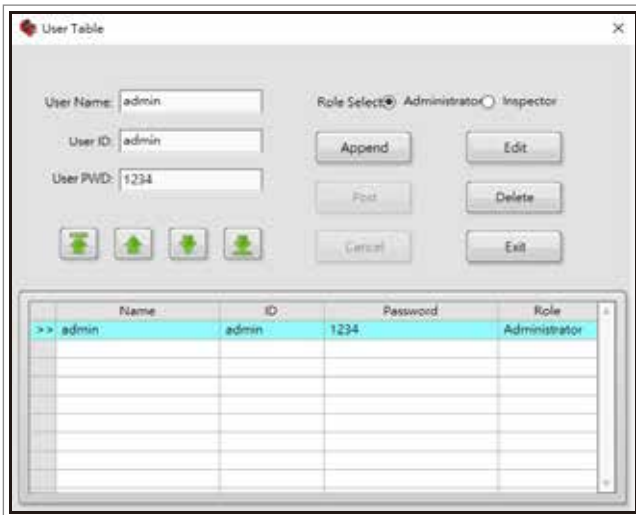 User Table
User Name: admin
Role Select Administrator Inspector
User ID: admin
Append Edit
User PWD: 1234
Post Delete
Cancel Exit
Name ID Password Role
>> admin admin 1234 Administrator